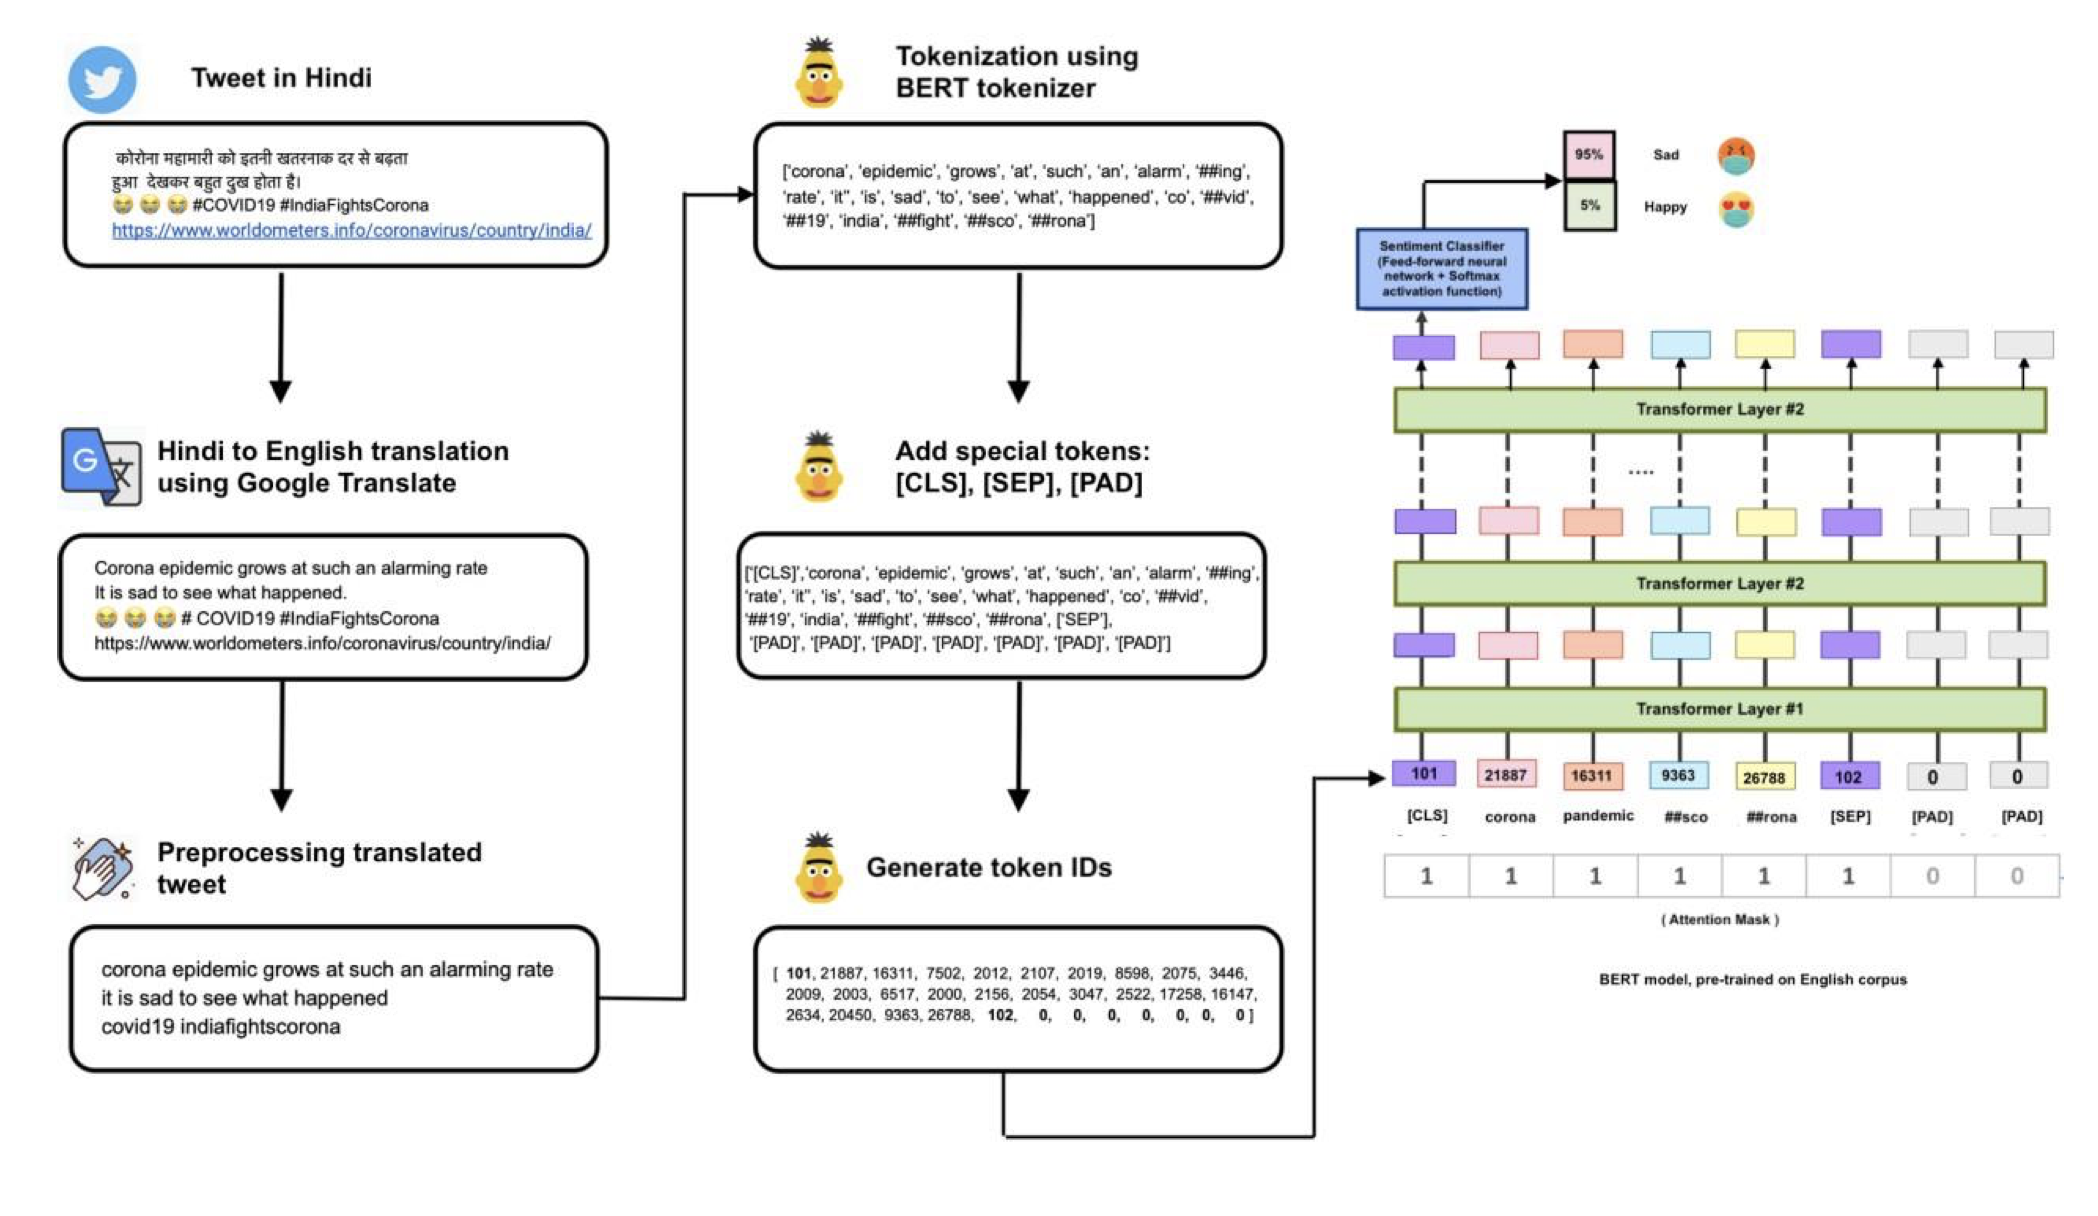 Tweet in Hindi
कोरोना महामारी को इतनी खतरनाक दर से बढ़ता
हुआ देखकर बहुत दुख होता है।
#COVID19 #IndiaFightsCorona
https://www.worldometers.info/coronavirus/country/india/
Hindi to English translation
using Google Translate
Corona epidemic grows at such an alarming rate
It is sad to see what happened.
# COVID19 #IndiaFightsCorona
https://www.worldometers.info/coronavirus/country/india/
Preprocessing translated
tweet
corona epidemic grows at such an alarming rate
it is sad to see what happened
covid19 indiafightscorona
Tokenization using
BERT tokenizer
['corona', 'epidemic', 'grows', 'at', 'such', 'an', 'alarm', '##ing',
'rate', 'it'', 'is', 'sad', 'to', 'see', 'what', 'happened', 'co', '##vid',
'##19', 'india', '##fight', '##sco', '##rona']
Add special tokens:
[CLS], [SEP], [PAD]
['[CLS]','corona', 'epidemic', 'grows', 'at', 'such', 'an', 'alarm', '##ing',
'rate', 'it'', 'is', 'sad', 'to', 'see', 'what', 'happened', 'co', '##vid',
'##19', 'india', '##fight', '##sco', '##rona', ['SEP'],
'[PAD]', '[PAD]', '[PAD]', '[PAD]', '[PAD]', '[PAD]', '[PAD]']
Generate token IDs
[ 101, 21887, 16311, 7502, 2012, 2107, 2019, 8598, 2075, 3446,
2009, 2003, 6517, 2000, 2156, 2054, 3047, 2522, 17258, 16147,
2634, 20450, 9363, 26788, 102, 0, 0, 0, 0, 0, 0, 0 ]
95% Sad
5% Happy
Sentiment Classifier
(Feed-forward neural
network + Softmax
activation function)
Transformer Layer #2
....
Transformer Layer #2
Transformer Layer #1
101 21887 16311 9363 26788 102 0 0
[CLS] corona pandemic ##sco ##rona [SEP] [PAD] [PAD]
1 1 1 1 1 1 0 0
( Attention Mask )
BERT model, pre-trained on English corpus